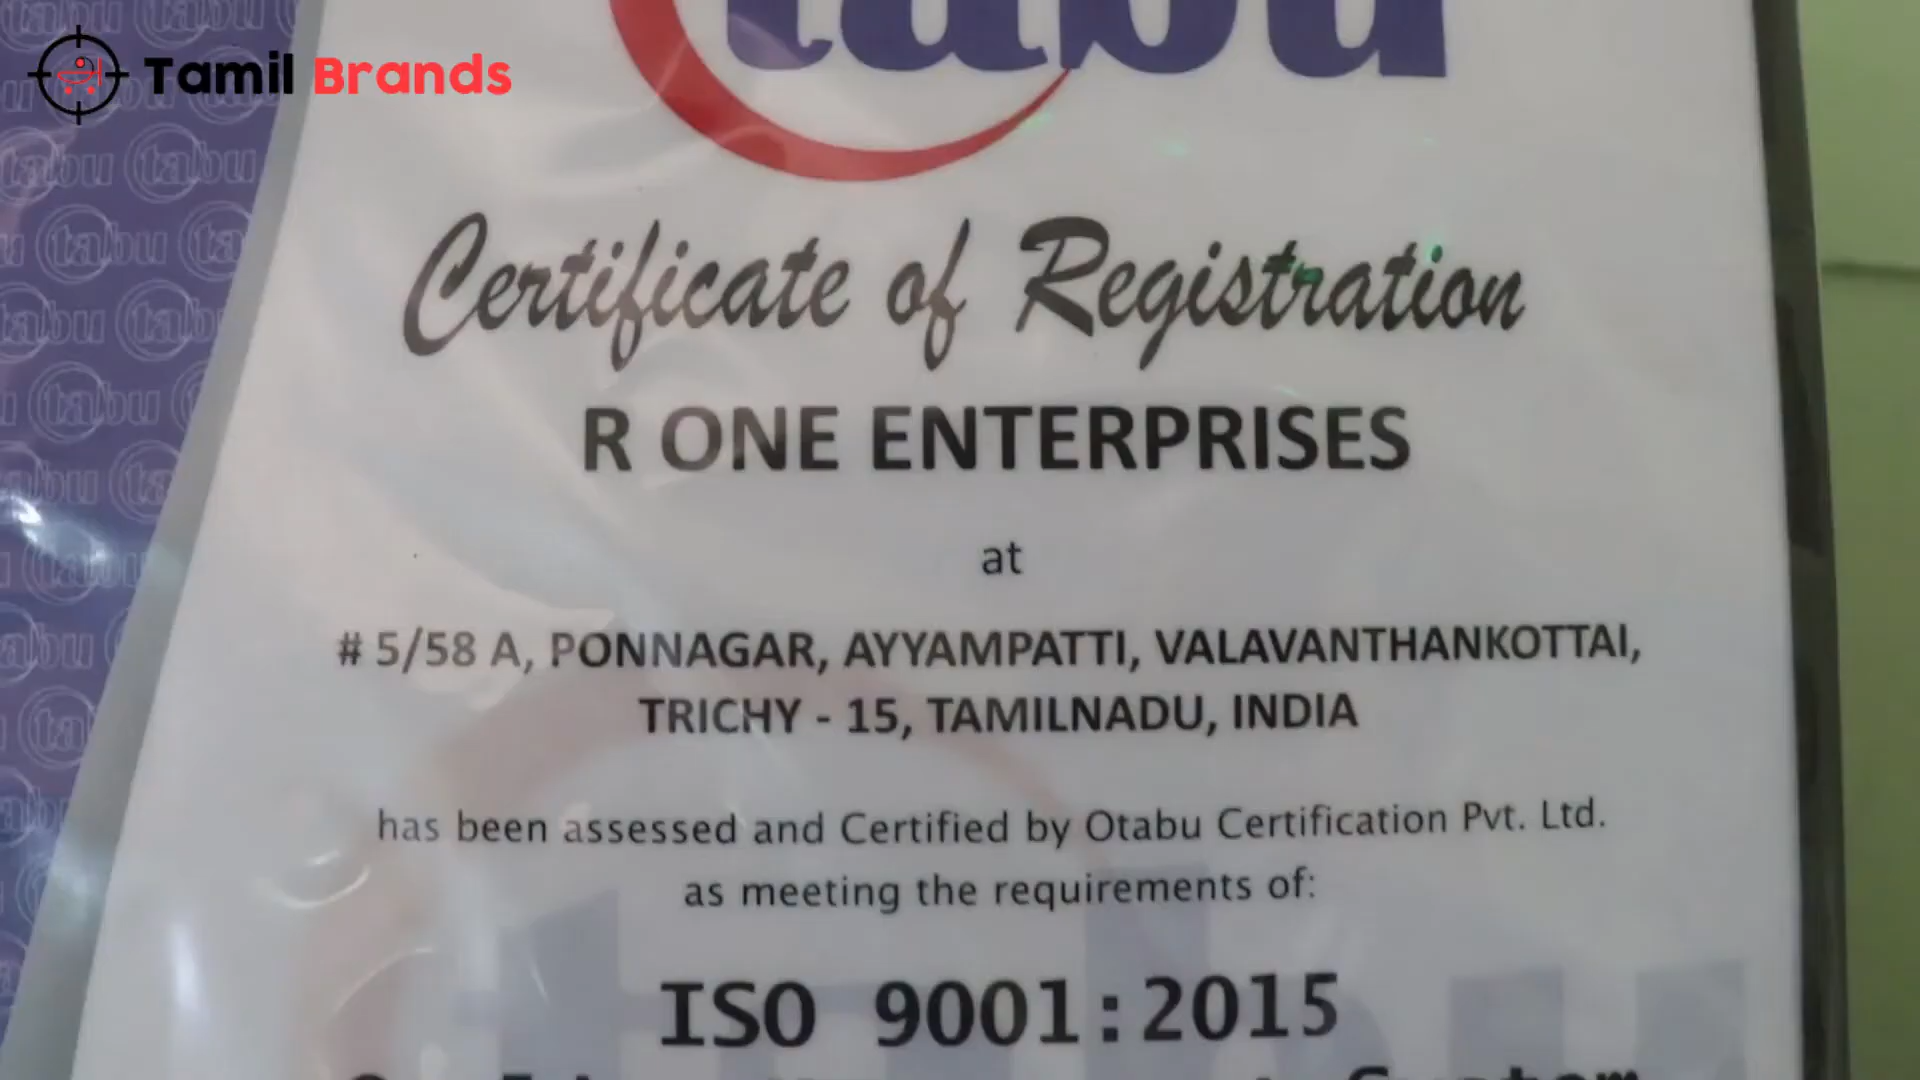 Tamil Brands
tabu
Certificate of Registration
R ONE ENTERPRISES
at
# 5/58 A, PONNAGAR, AYYAMPATTI, VALAVANTHANKOTTAI,
TRICHY - 15, TAMILNADU, INDIA
has been assessed and Certified by Otabu Certification Pvt. Ltd.
as meeting the requirements of:
ISO 9001:2015